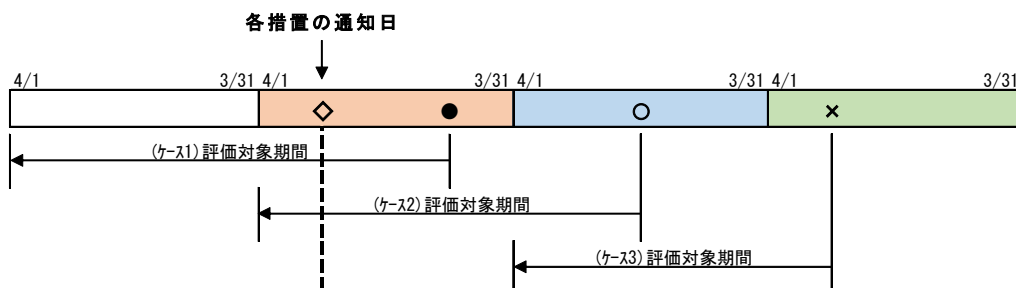 各措置の通知日
4/1 3/31 4/1 3/31 4/1 3/31 4/1 3/31
(ｹｰｽ1)評価対象期間
(ｹｰｽ2)評価対象期間
(ｹｰｽ3)評価対象期間